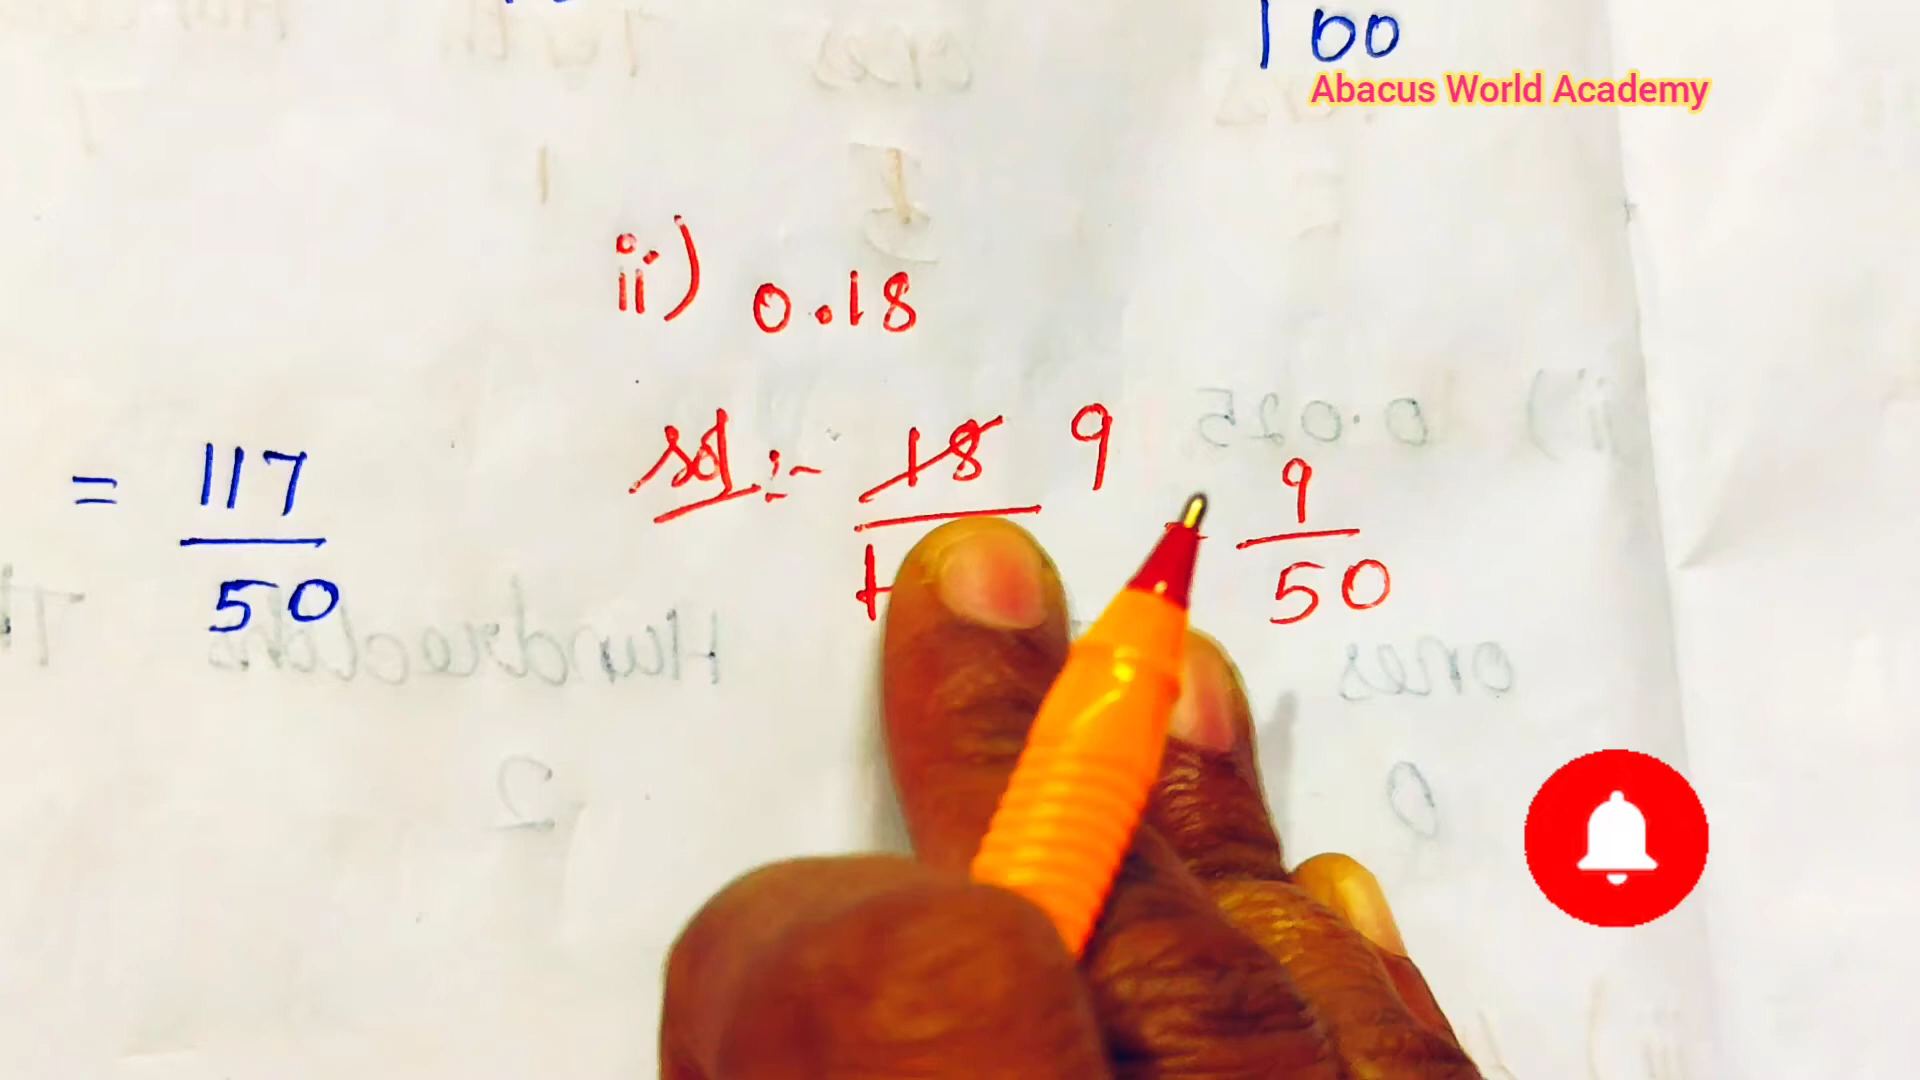 100
Abacus World Academy
ii) 0.18
= 117/50
sol :- 18 9 = 9/50